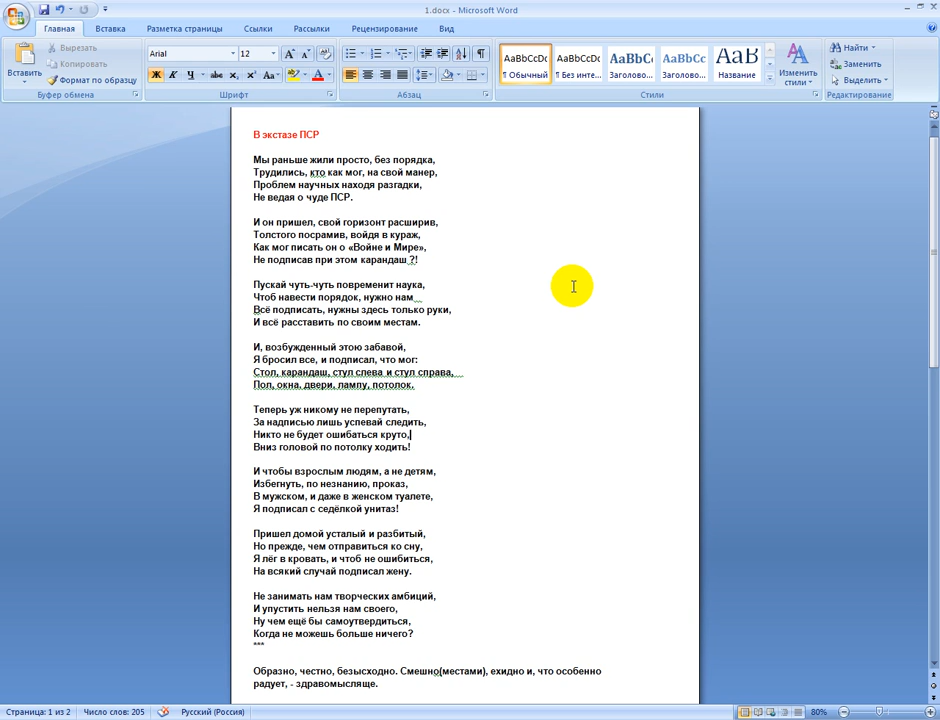 1.docx - Microsoft Word
Главная Вставка Разметка страницы Ссылки Рассылки Рецензирование Вид
Вставить
Вырезать
Копировать
Формат по образцу
Буфер обмена
Arial 12
Шрифт
Абзац
AaBbCcDc AaBbCcDc AaBbC AaBbCc AaB
¶ Обычный ¶ Без инте... Заголово... Заголово... Название
Изменить стили
Стили
Найти
Заменить
Выделить
Редактирование
В экстазе ПСР
Мы раньше жили просто, без порядка,
Трудились, кто как мог, на свой манер,
Проблем научных находя разгадки,
Не ведая о чуде ПСР.
И он пришел, свой горизонт расширив,
Толстого посрамив, войдя в кураж,
Как мог писать он о «Войне и Мире»,
Не подписав при этом карандаш ?!
Пускай чуть-чуть повременит наука,
Чтоб навести порядок, нужно нам
Всё подписать, нужны здесь только руки,
И всё расставить по своим местам.
И, возбужденный этою забавой,
Я бросил все, и подписал, что мог:
Стол, карандаш, стул слева и стул справа,
Пол, окна, двери, лампу, потолок.
Теперь уж никому не перепутать,
За надписью лишь успевай следить,
Никто не будет ошибаться круто,
Вниз головой по потолку ходить!
И чтобы взрослым людям, а не детям,
Избегнуть, по незнанию, проказ,
В мужском, и даже в женском туалете,
Я подписал с седёлкой унитаз!
Пришел домой усталый и разбитый,
Но прежде, чем отправиться ко сну,
Я лёг в кровать, и чтоб не ошибиться,
На всякий случай подписал жену.
Не занимать нам творческих амбиций,
И упустить нельзя нам своего,
Ну чем ещё бы самоутвердиться,
Когда не можешь больше ничего?
***
Образно, честно, безысходно. Смешно(местами), ехидно и, что особенно
радует, - здравомысляще.
Страница: 1 из 2 Число слов: 205 Русский (Россия) 80%